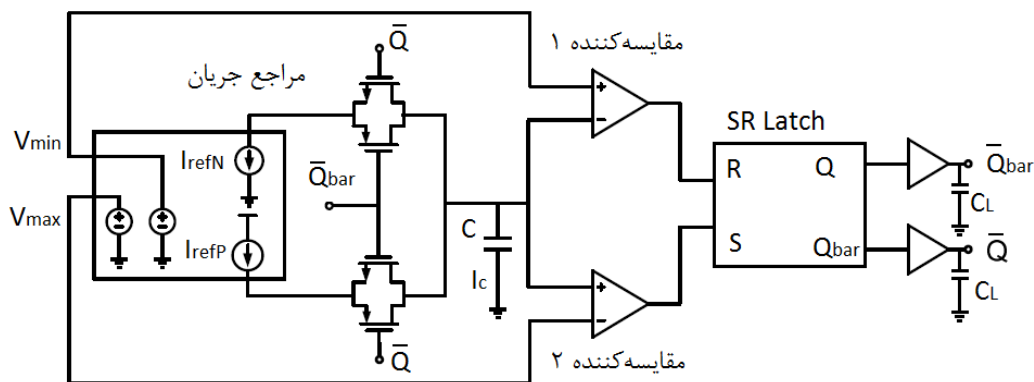 Q̄
مقایسه‌کننده ۱
مراجع جریان
Vmin
IrefN
Q̄bar
Vmax
IrefP
C
Ic
Q̄
مقایسه‌کننده ۲
+
−
+
−
SR Latch
R Q
S Qbar
Q̄bar
CL
Q̄
CL